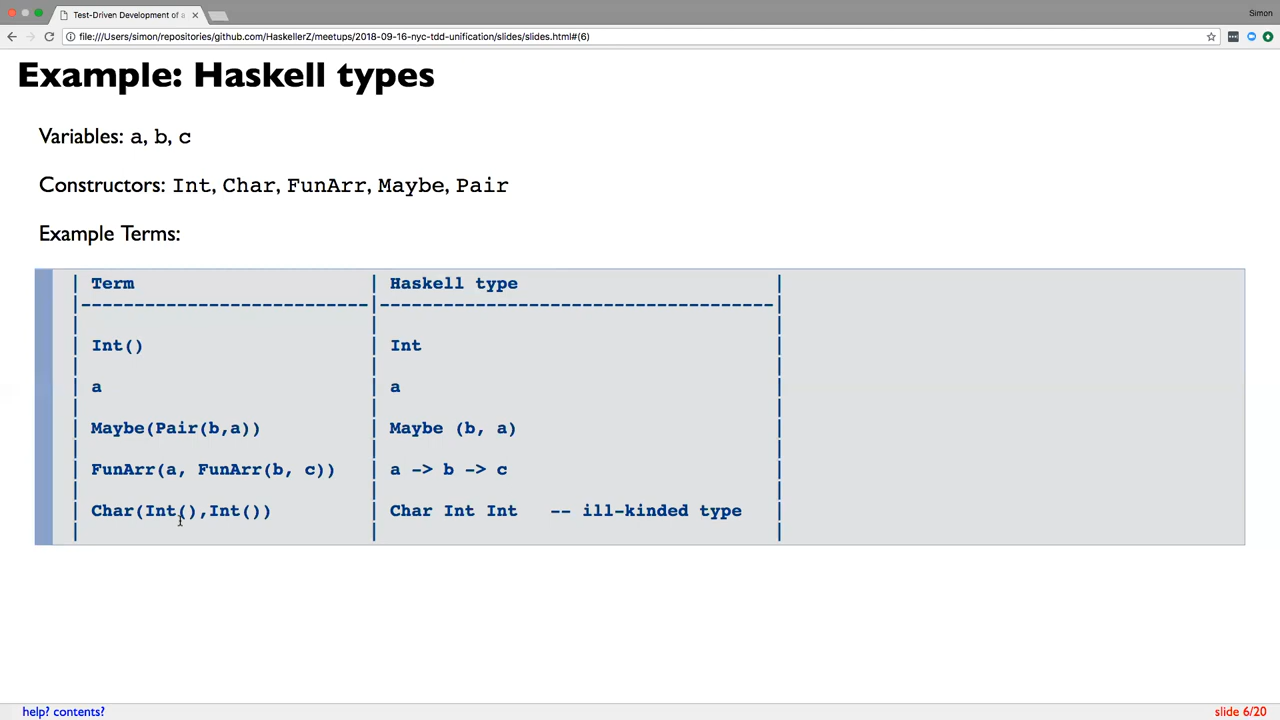 Test-Driven Development of a
Simon
file:///Users/simon/repositories/github.com/HaskellerZ/meetups/2018-09-16-nyc-tdd-unification/slides/slides.html#(6)
Example: Haskell types
Variables: a, b, c
Constructors: Int, Char, FunArr, Maybe, Pair
Example Terms:
| Term | Haskell type |
|---------------------------|-------------------------------------|
| Int() | Int |
| a | a |
| Maybe(Pair(b,a)) | Maybe (b, a) |
| FunArr(a, FunArr(b, c)) | a -> b -> c |
| Char(Int(),Int()) | Char Int Int -- ill-kinded type |
help? contents?
slide 6/20